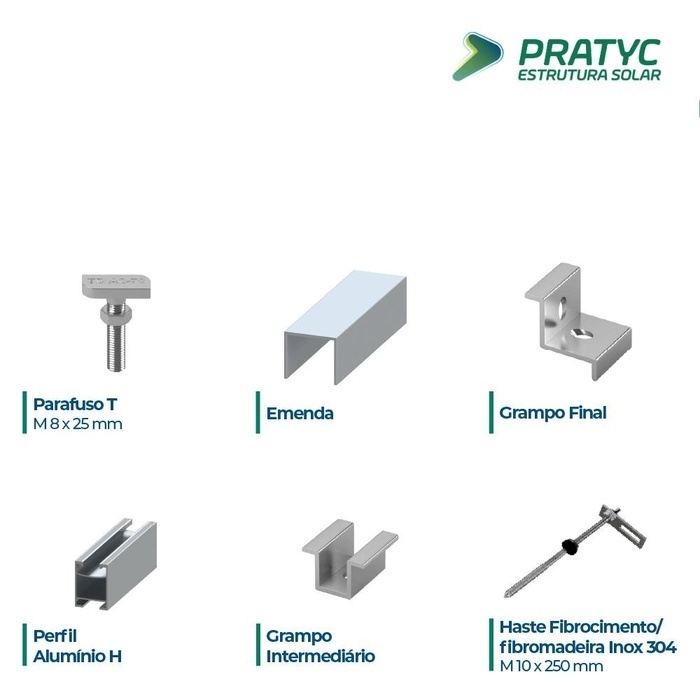 PRATYC
ESTRUTURA SOLAR
Parafuso T
M 8 x 25 mm
Emenda
Grampo Final
Perfil
Alumínio H
Grampo
Intermediário
Haste Fibrocimento/
fibromadeira Inox 304
M 10 x 250 mm